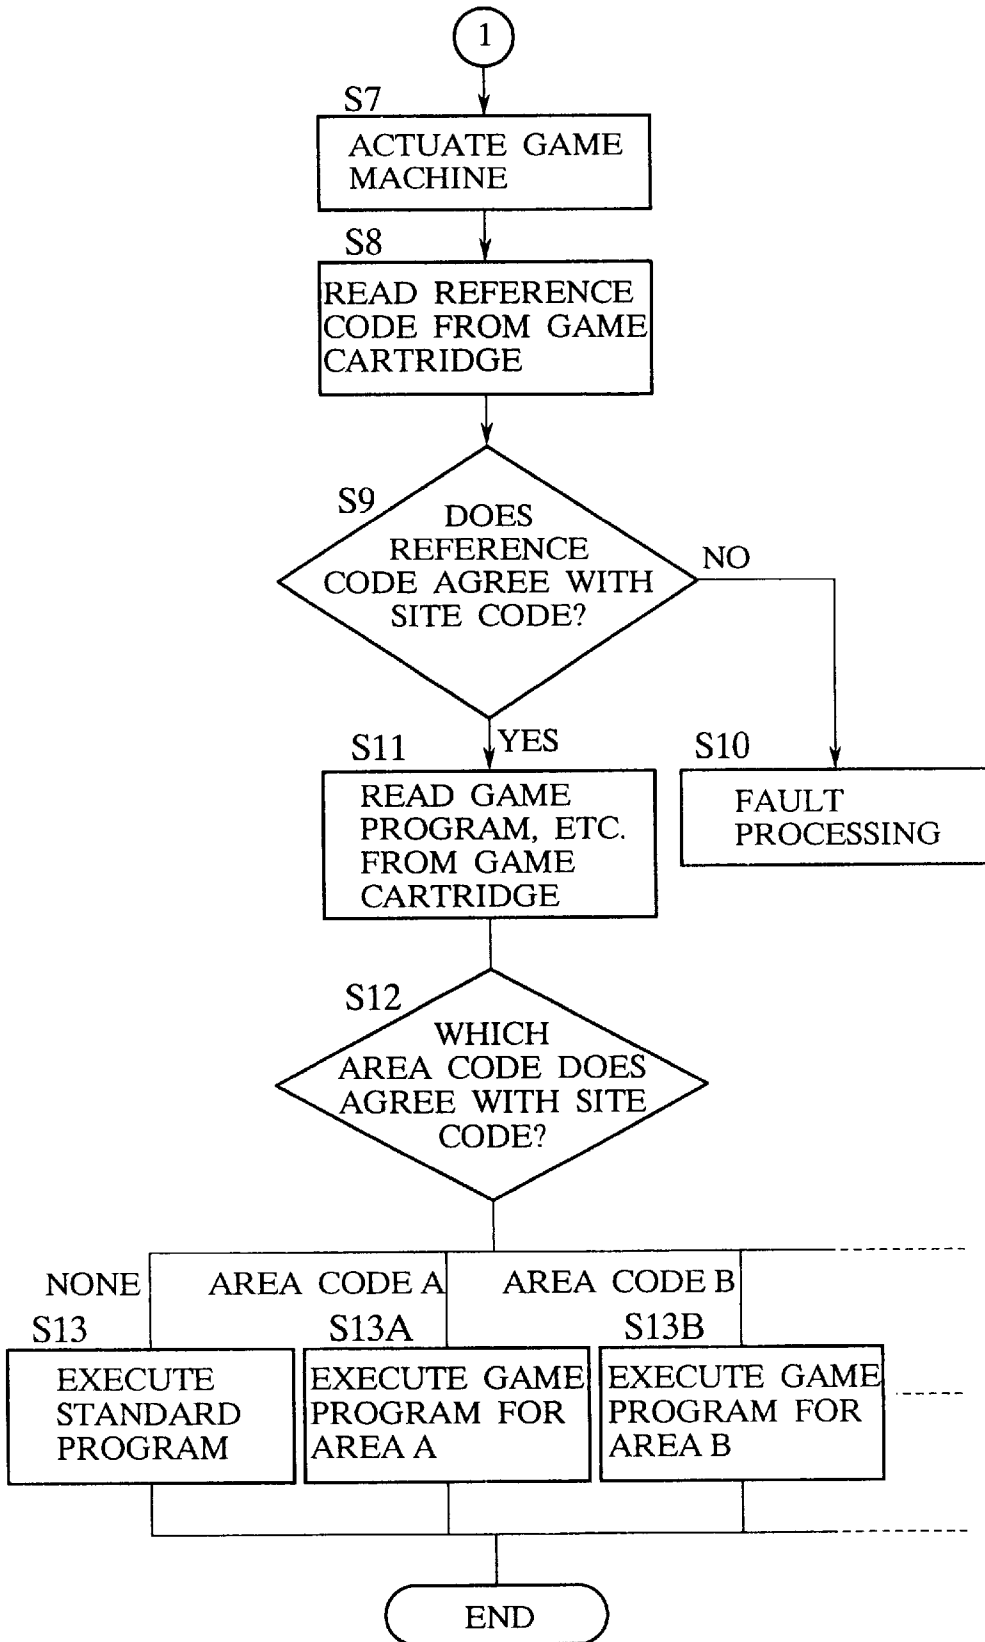 1
S7
ACTUATE GAME
MACHINE
S8
READ REFERENCE
CODE FROM GAME
CARTRIDGE
S9
DOES
REFERENCE
CODE AGREE WITH
SITE CODE?
NO
YES
S11
READ GAME
PROGRAM, ETC.
FROM GAME
CARTRIDGE
S10
FAULT
PROCESSING
S12
WHICH
AREA CODE DOES
AGREE WITH SITE
CODE?
NONE
AREA CODE A
AREA CODE B
S13
EXECUTE
STANDARD
PROGRAM
S13A
EXECUTE GAME
PROGRAM FOR
AREA A
S13B
EXECUTE GAME
PROGRAM FOR
AREA B
END